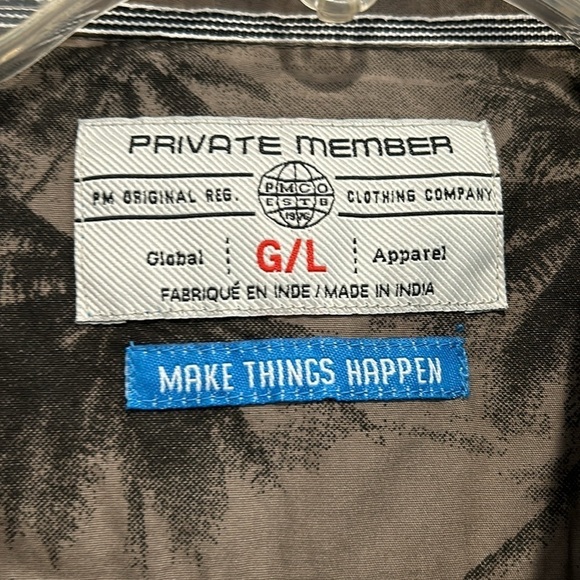 PRIVATE MEMBER
PM ORIGINAL REG.
PMCO
ESTB
1976
CLOTHING COMPANY
Global G/L Apparel
FABRIQUÉ EN INDE / MADE IN INDIA
MAKE THINGS HAPPEN